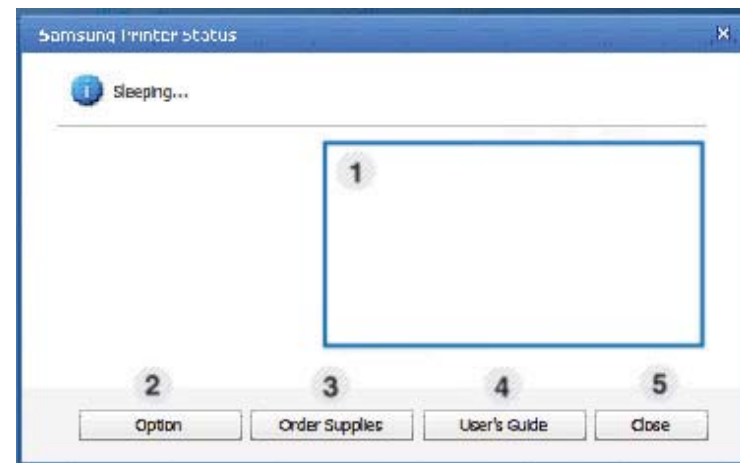 Samsung Printer Status
Sleeping...
1
2 3 4 5
Option Order Supplies User's Guide Close